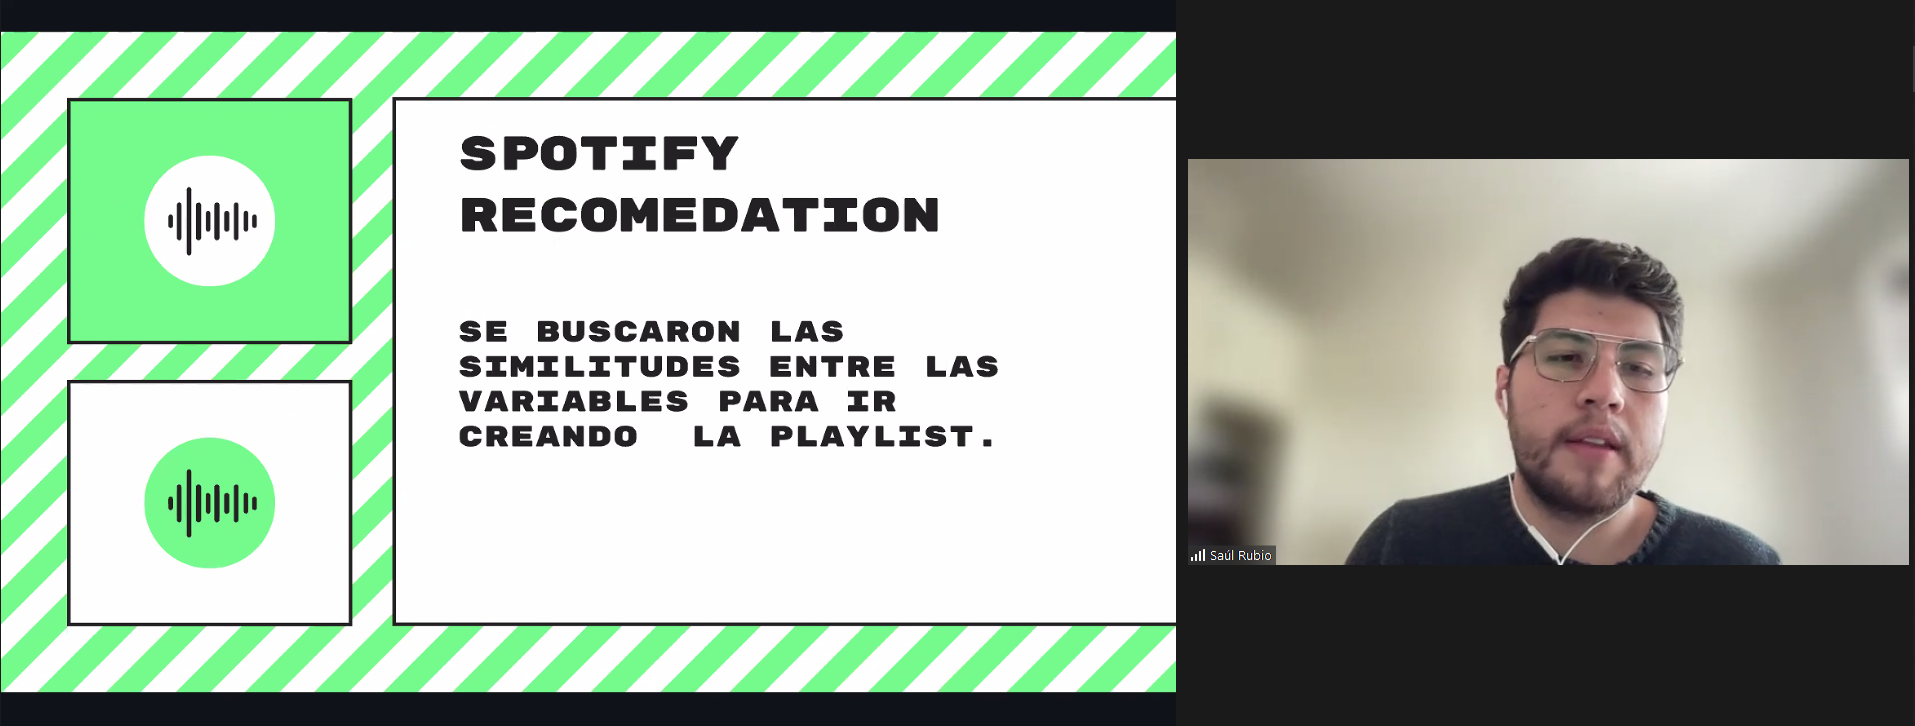 SPOTIFY
RECOMEDATION
SE BUSCARON LAS
SIMILITUDES ENTRE LAS
VARIABLES PARA IR
CREANDO LA PLAYLIST.
Saúl Rubio